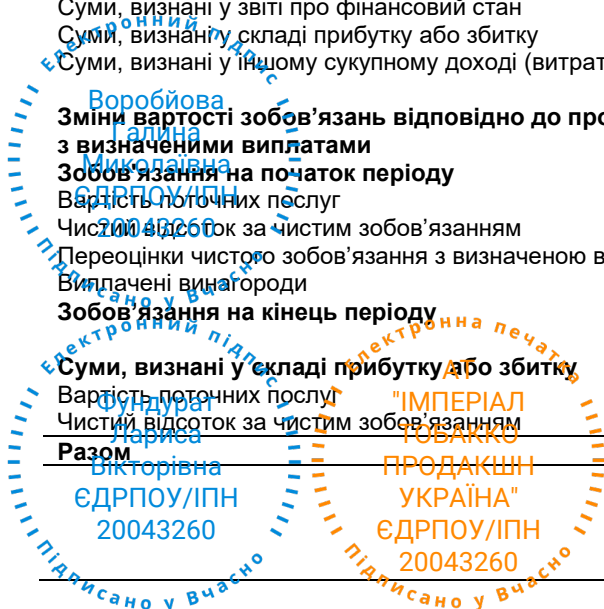 Суми, визнані у звіті про фінансовий стан
Суми, визнані у складі прибутку або збитку
Суми, визнані у іншому сукупному доході (витрат
Зміни вартості зобов’язань відповідно до про
з визначеними виплатами
Зобов'язання на початок періоду
Вартість поточних послуг
Чистий відсоток за чистим зобов’язанням
Переоцінки чистого зобов’язання з визначеною в
Виплачені винагороди
Зобов’язання на кінець періоду
Суми, визнані у складі прибутку або збитку
Вартість поточних послуг
Чистий відсоток за чистим зобов’язанням
Разом
Електронний підпис
Воробйова
Галина
Миколаївна
ЄДРПОУ/ІПН
20043260
Підписано у Вчасно
Електронний підпис
Фундурат
Лариса
Вікторівна
ЄДРПОУ/ІПН
20043260
Підписано у Вчасно
Електронна печатка
АТ
"ІМПЕРІАЛ
ТОБАККО
ПРОДАКШН
УКРАЇНА"
ЄДРПОУ/ІПН
20043260
Підписано у Вчасно